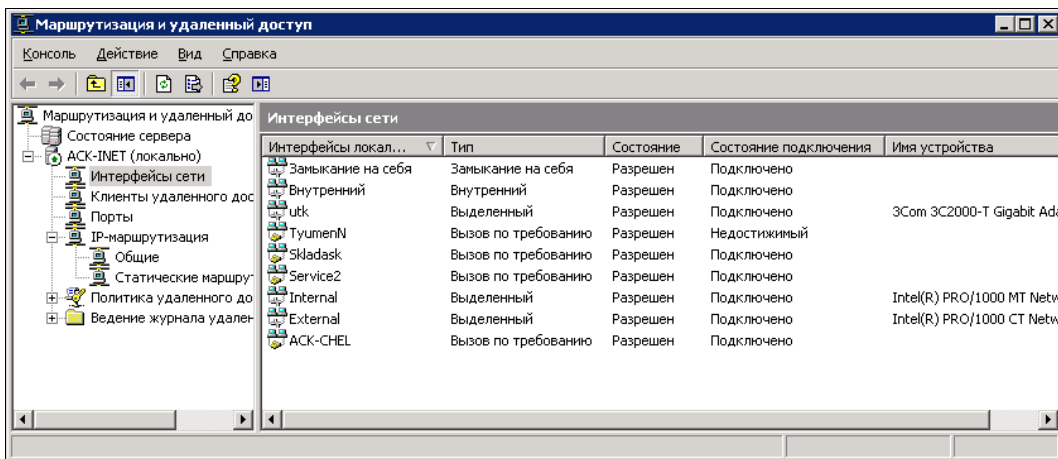 Маршрутизация и удаленный доступ
Консоль Действие Вид Справка
Маршрутизация и удаленный до
Состояние сервера
ACK-INET (локально)
Интерфейсы сети
Клиенты удаленного дос
Порты
IP-маршрутизация
Общие
Статические маршру
Политика удаленного до
Ведение журнала удален
Интерфейсы сети
Интерфейсы локал... Тип Состояние Состояние подключения Имя устройства
Замыкание на себя Замыкание на себя Разрешен Подключено
Внутренний Внутренний Разрешен Подключено
utk Выделенный Разрешен Подключено 3Com 3C2000-T Gigabit Ada
TyumenN Вызов по требованию Разрешен Недостижимый
Skladask Вызов по требованию Разрешен Подключено
Service2 Вызов по требованию Разрешен Подключено
Internal Выделенный Разрешен Подключено Intel(R) PRO/1000 MT Netw
External Выделенный Разрешен Подключено Intel(R) PRO/1000 CT Netw
ACK-CHEL Вызов по требованию Разрешен Подключено